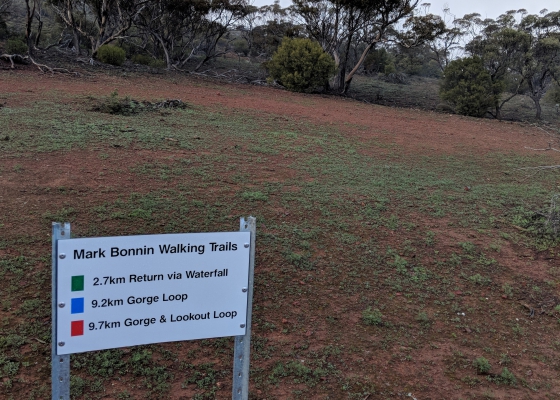 Mark Bonnin Walking Trails
2.7km Return via Waterfall
9.2km Gorge Loop
9.7km Gorge & Lookout Loop